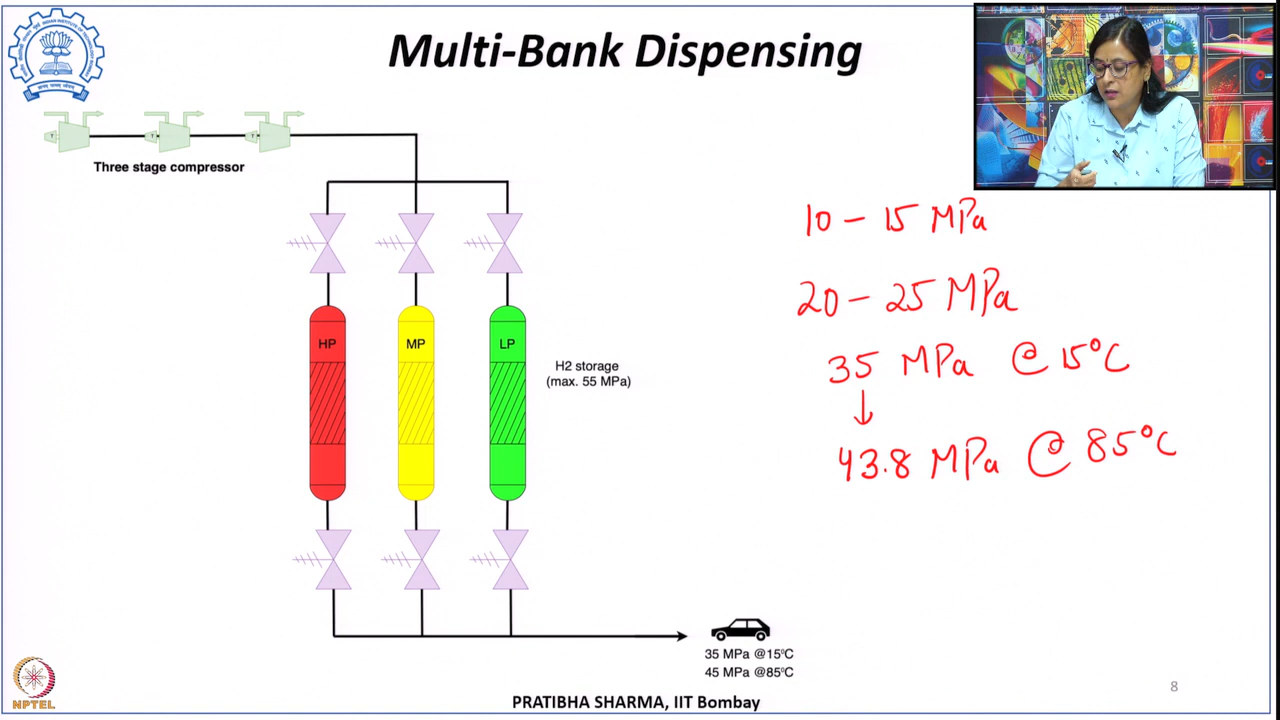 Multi-Bank Dispensing
Three stage compressor
T T T
10 - 15 MPa
20 - 25 MPa
35 MPa @ 15°C
↓
43.8 MPa @ 85°C
HP MP LP
H2 storage
(max. 55 MPa)
35 MPa @15°C
45 MPa @85°C
NPTEL
PRATIBHA SHARMA, IIT Bombay
8